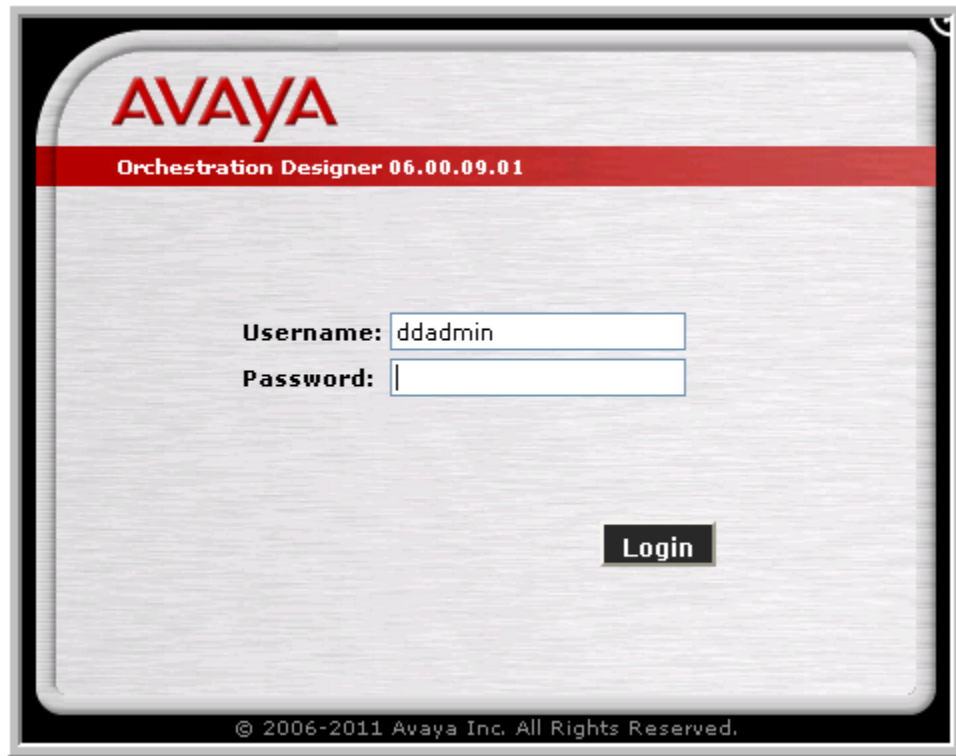 AVAYA
Orchestration Designer 06.00.09.01
Username: ddadmin
Password:
Login
© 2006-2011 Avaya Inc. All Rights Reserved.